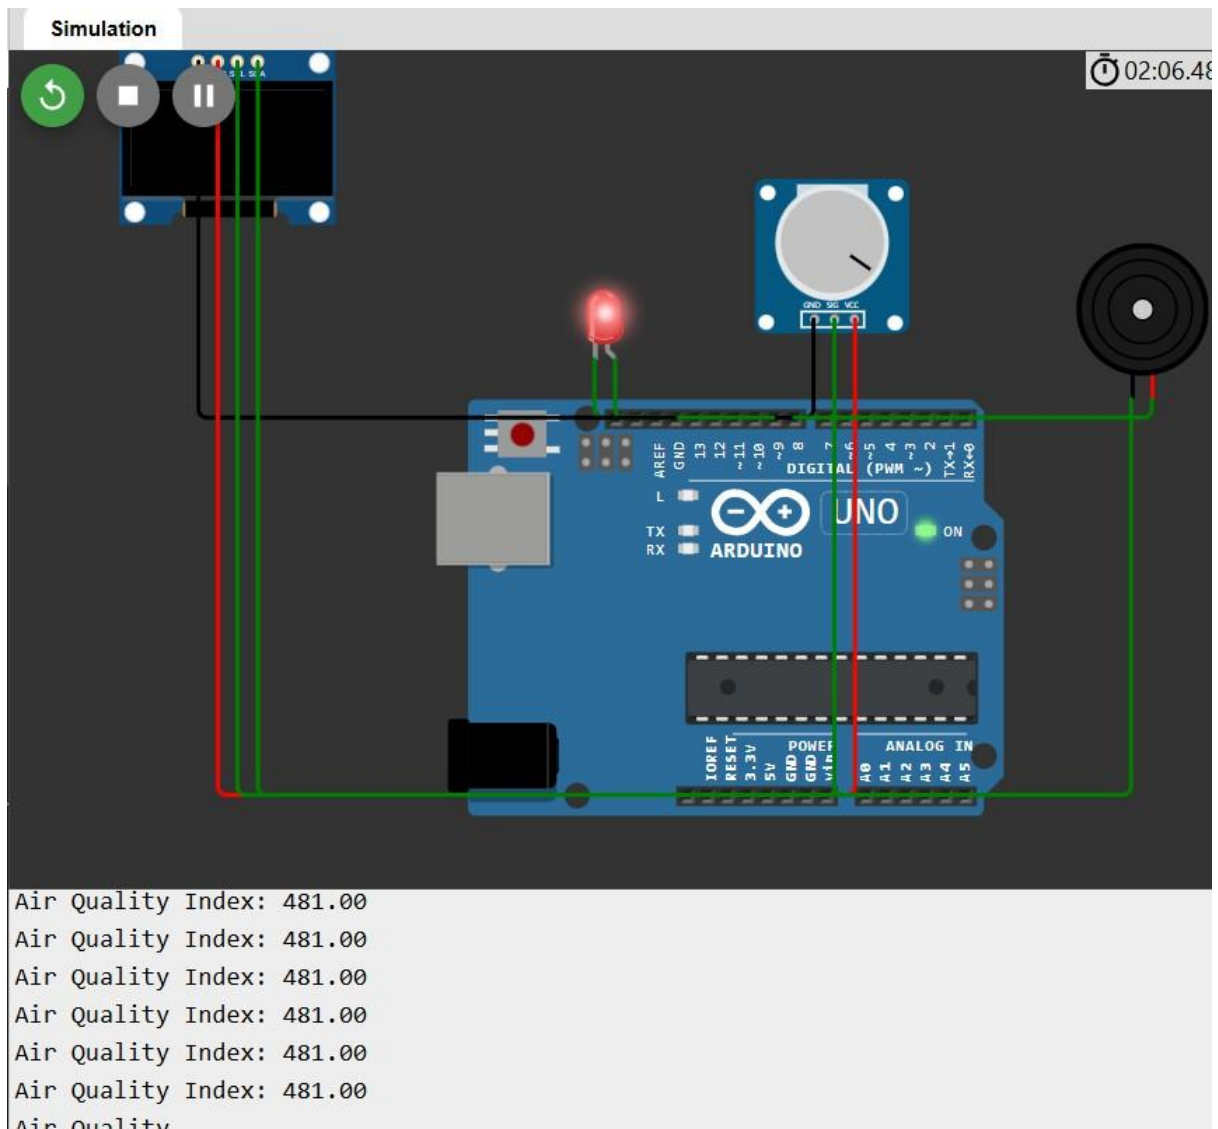 Simulation
02:06.48
SDA
GND SIG VCC
AREF
GND
13
12
~11
~10
~9
8
7
~6
~5
4
~3
2
TX→1
RX←0
DIGITAL (PWM ~)
L
TX
RX
UNO
ON
ARDUINO
IOREF
RESET
3.3V
5V
GND
GND
Vin
POWER
ANALOG IN
A0
A1
A2
A3
A4
A5
Air Quality Index: 481.00
Air Quality Index: 481.00
Air Quality Index: 481.00
Air Quality Index: 481.00
Air Quality Index: 481.00
Air Quality Index: 481.00
Air Quality